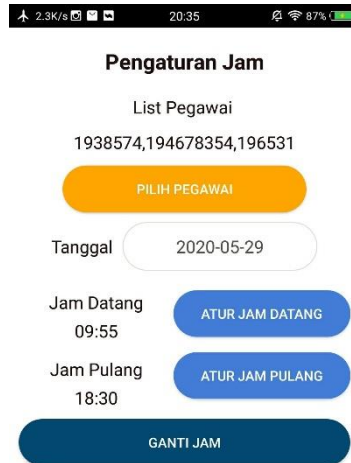 2.3K/s 20:35 87%
Pengaturan Jam
List Pegawai
1938574,194678354,196531
PILIH PEGAWAI
Tanggal 2020-05-29
Jam Datang
09:55
ATUR JAM DATANG
Jam Pulang
18:30
ATUR JAM PULANG
GANTI JAM